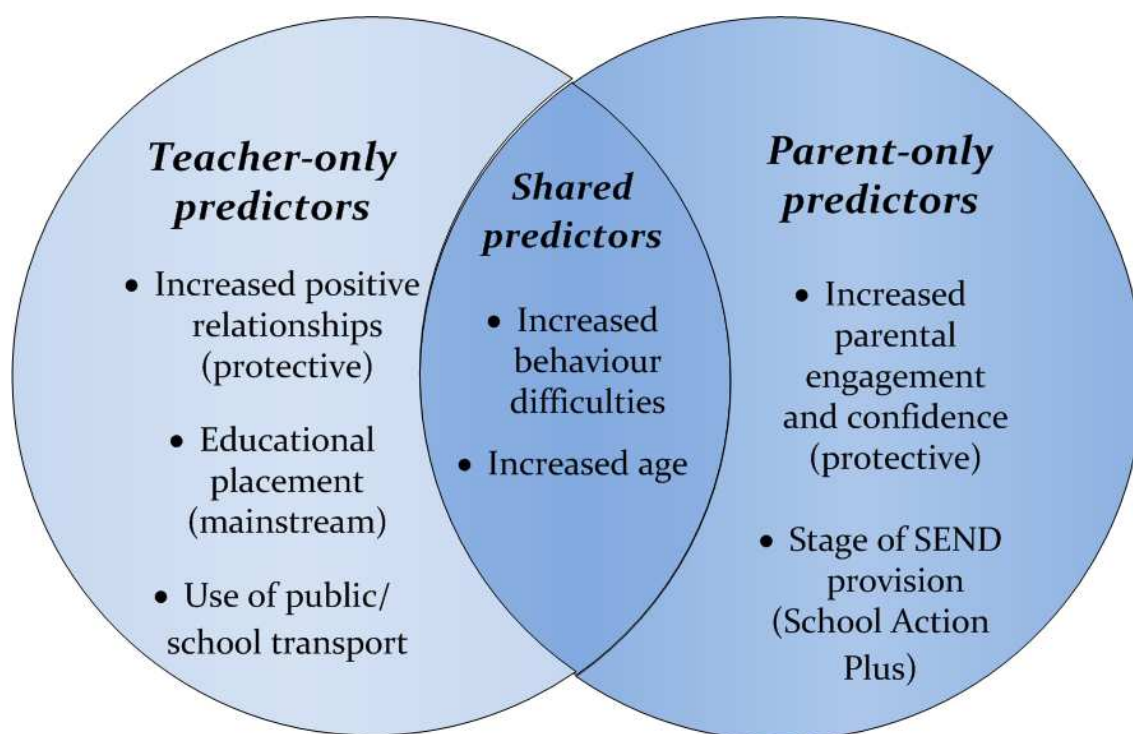 Teacher-only
predictors
• Increased positive
relationships
(protective)
• Educational
placement
(mainstream)
• Use of public/
school transport
Shared
predictors
• Increased
behaviour
difficulties
• Increased age
Parent-only
predictors
• Increased
parental
engagement
and confidence
(protective)
• Stage of SEND
provision
(School Action
Plus)